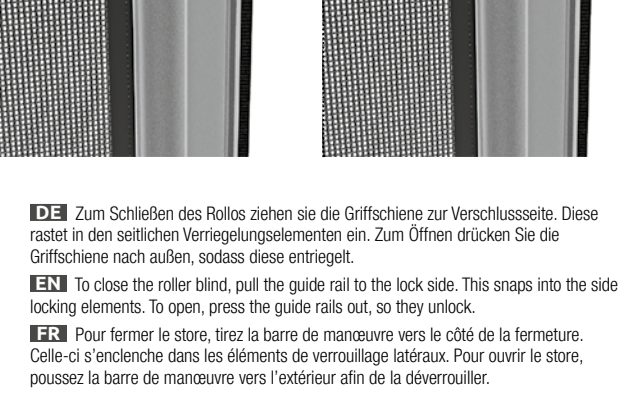 DE Zum Schließen des Rollos ziehen sie die Griffschiene zur Verschlussseite. Diese
rastet in den seitlichen Verriegelungselementen ein. Zum Öffnen drücken Sie die
Griffschiene nach außen, sodass diese entriegelt.
EN To close the roller blind, pull the guide rail to the lock side. This snaps into the side
locking elements. To open, press the guide rails out, so they unlock.
FR Pour fermer le store, tirez la barre de manœuvre vers le côté de la fermeture.
Celle-ci s’enclenche dans les éléments de verrouillage latéraux. Pour ouvrir le store,
poussez la barre de manœuvre vers l’extérieur afin de la déverrouiller.